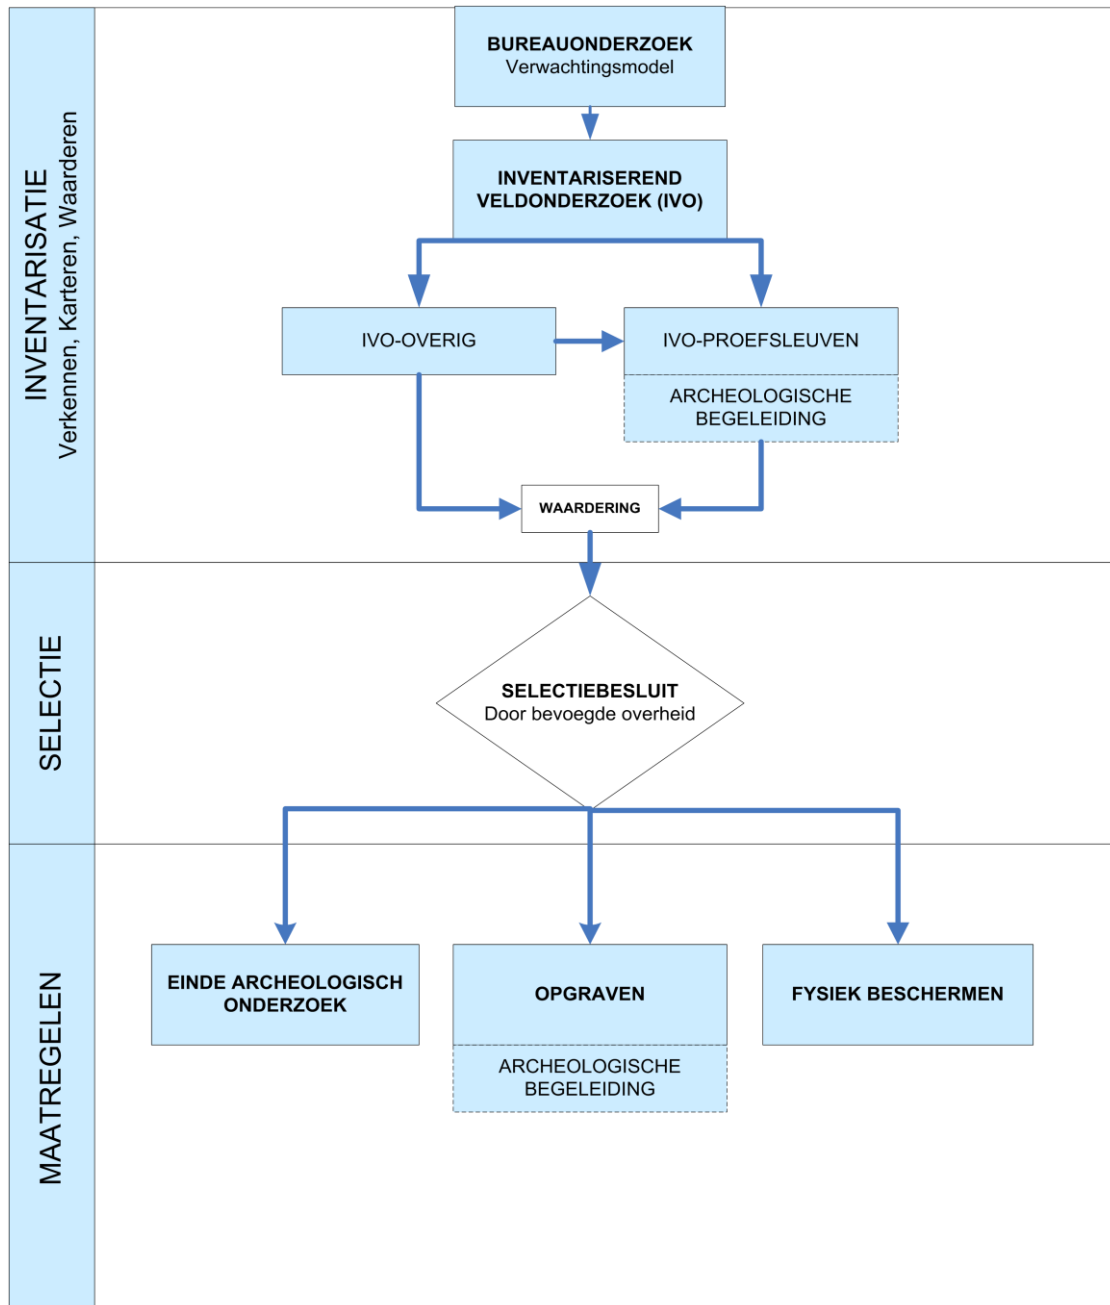 INVENTARISATIE
Verkennen, Karteren, Waarderen
BUREAUONDERZOEK
Verwachtingsmodel
INVENTARISEREND
VELDONDERZOEK (IVO)
IVO-OVERIG
IVO-PROEFSLEUVEN
ARCHEOLOGISCHE
BEGELEIDING
WAARDERING
SELECTIE
SELECTIEBESLUIT
Door bevoegde overheid
MAATREGELEN
EINDE ARCHEOLOGISCH
ONDERZOEK
OPGRAVEN
ARCHEOLOGISCHE
BEGELEIDING
FYSIEK BESCHERMEN